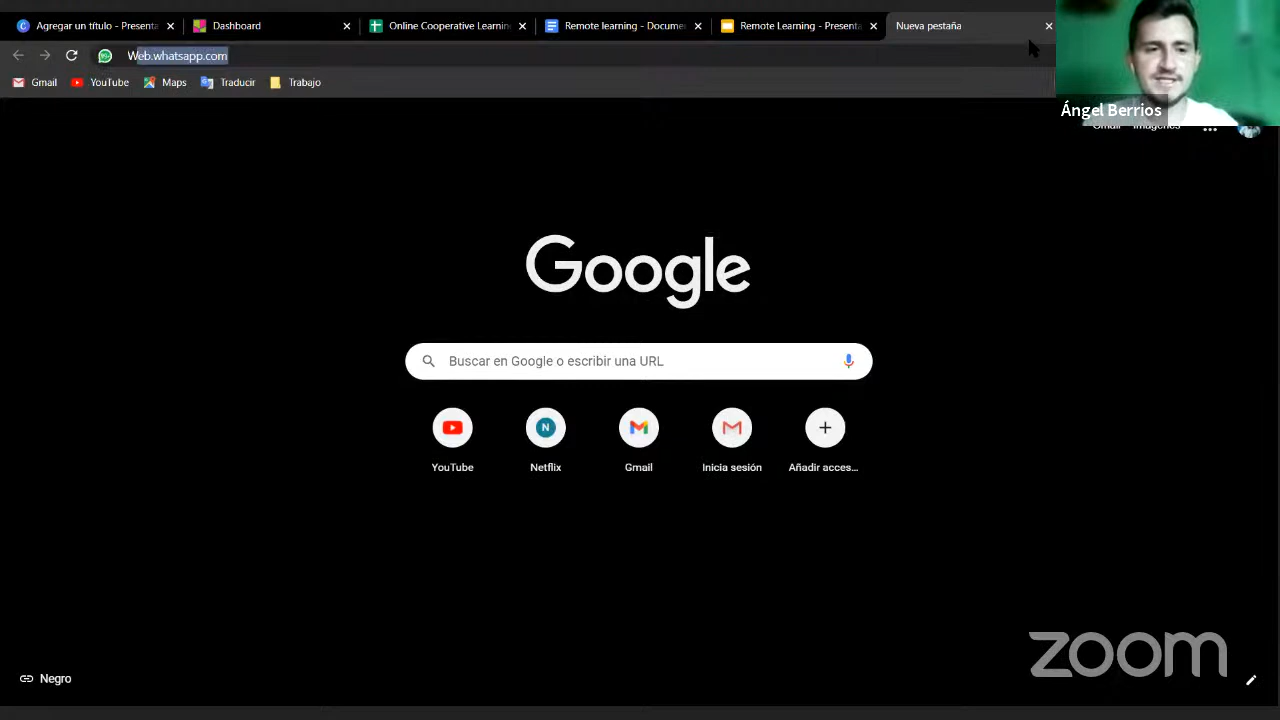 Agregar un título - Presenta
Dashboard
Online Cooperative Learnin
Remote learning - Docume
Remote Learning - Presenta
Nueva pestaña
Web.whatsapp.com
Gmail
YouTube
Maps
Traducir
Trabajo
Ángel Berrios
Gmail Imágenes
Google
Buscar en Google o escribir una URL
N
YouTube
Netflix
Gmail
Inicia sesión
Añadir acces...
zoom
Negro